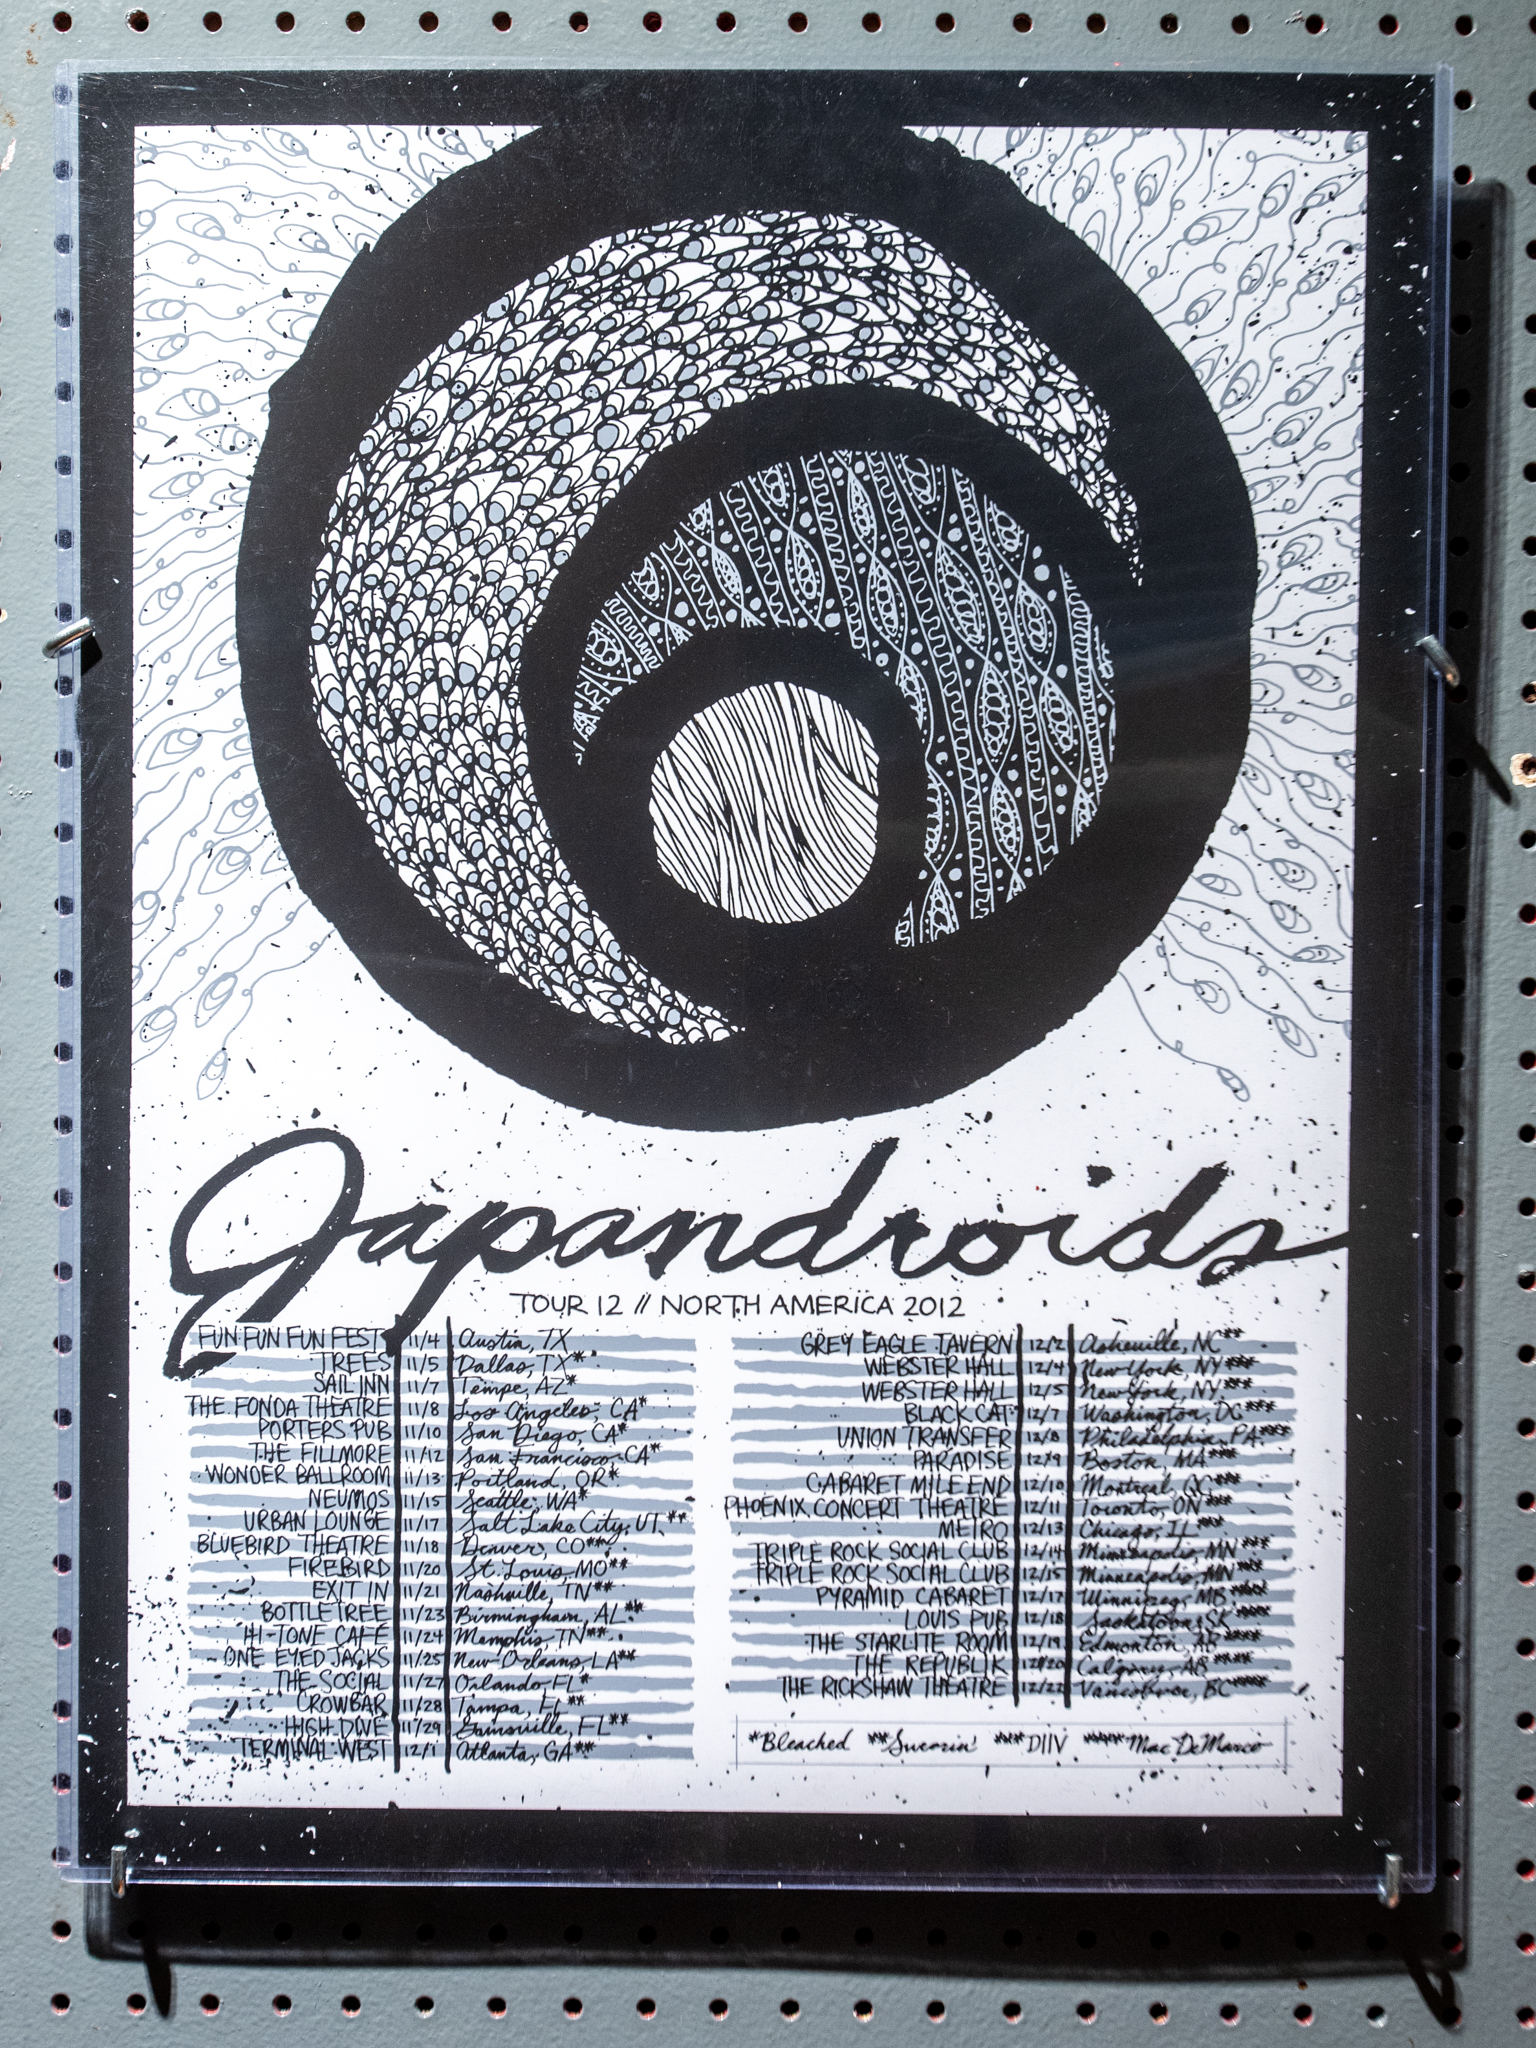 Japandroids
TOUR 12 // NORTH AMERICA 2012
FUN FUN FUN FEST 11/4 Austin, TX
TREES 11/5 Dallas, TX*
SAIL INN 11/7 Tempe, AZ*
THE FONDA THEATRE 11/8 Los Angeles, CA*
PORTERS PUB 11/10 San Diego, CA*
THE FILLMORE 11/12 San Francisco, CA*
WONDER BALLROOM 11/13 Portland, OR*
NEUMOS 11/15 Seattle, WA*
URBAN LOUNGE 11/17 Salt Lake City, UT**
BLUEBIRD THEATRE 11/18 Denver, CO**
FIREBIRD 11/20 St. Louis, MO**
EXIT IN 11/21 Nashville, TN**
BOTTLETREE 11/23 Birmingham, AL**
HI-TONE CAFE 11/24 Memphis, TN**
ONE EYED JACKS 11/25 New Orleans, LA**
THE SOCIAL 11/27 Orlando, FL*
CROWBAR 11/28 Tampa, FL**
HIGH DIVE 11/29 Gainsville, FL**
TERMINAL WEST 12/1 Atlanta, GA**
GREY EAGLE TAVERN 12/2 Asheville, NC**
WEBSTER HALL 12/4 New York, NY***
WEBSTER HALL 12/5 New York, NY***
BLACK CAT 12/7 Washington, DC***
UNION TRANSFER 12/8 Philadelphia, PA***
PARADISE 12/9 Boston, MA***
CABARET MILE END 12/10 Montreal, QC***
PHOENIX CONCERT THEATRE 12/11 Toronto, ON***
METRO 12/13 Chicago, IL***
TRIPLE ROCK SOCIAL CLUB 12/14 Minneapolis, MN***
TRIPLE ROCK SOCIAL CLUB 12/15 Minneapolis, MN***
PYRAMID CABARET 12/17 Winnipeg, MB****
LOUIS PUB 12/18 Saskatoon, SK****
THE STARLITE ROOM 12/19 Edmonton, AB****
THE REPUBLIK 12/20 Calgary, AB****
THE RICKSHAW THEATRE 12/22 Vancouver, BC****
*Bleached **Swearin' ***DIIV ****Mac DeMarco